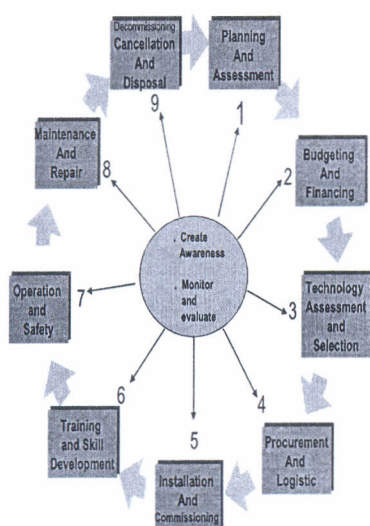 Decommissioning
Cancellation
And
Disposal
9
Planning
And
Assessment
1
Budgeting
And
Financing
2
Technology
Assessment
and
Selection
3
Procurement
And
Logistic
4
Installation
And
Commissioning
5
Training
and Skill
Development
6
Operation
and
Safety
7
Maintenance
And
Repair
8
. Create
Awareness
. Monitor
and
evaluate